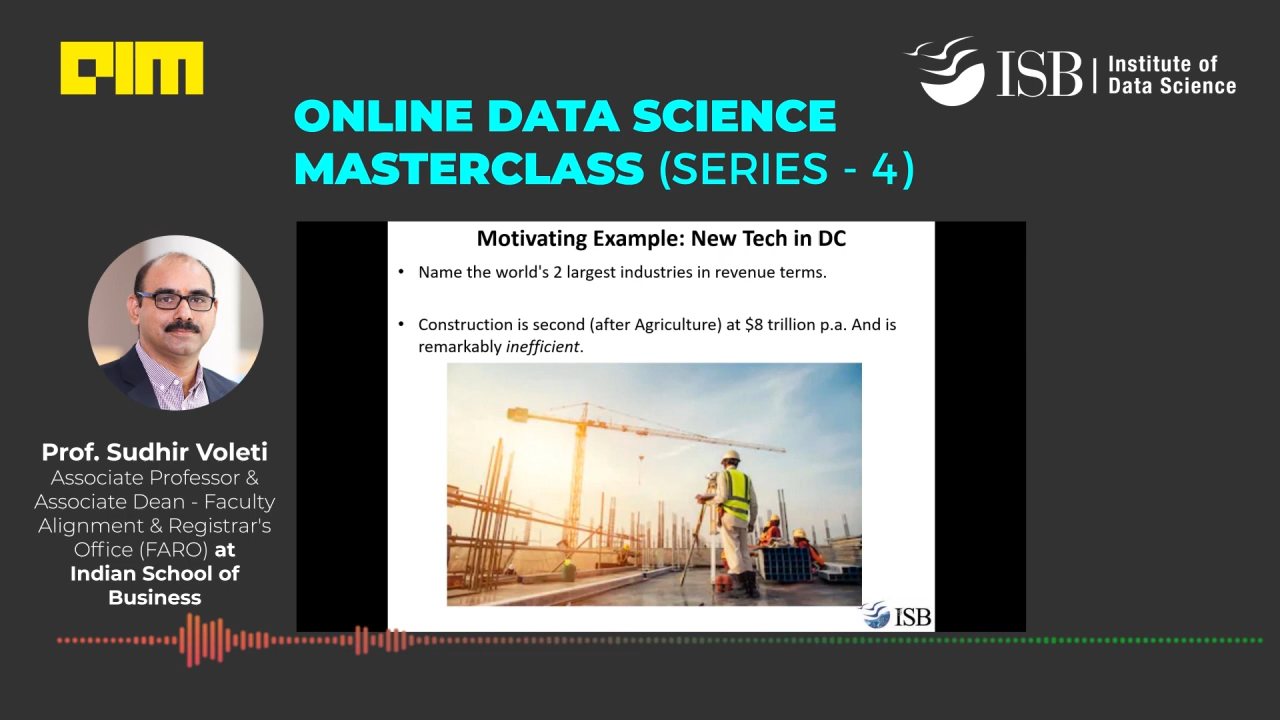 AIM
ISB | Institute of
Data Science
ONLINE DATA SCIENCE
MASTERCLASS (SERIES - 4)
Motivating Example: New Tech in DC
• Name the world's 2 largest industries in revenue terms.
• Construction is second (after Agriculture) at $8 trillion p.a. And is
remarkably inefficient.
ISB
Prof. Sudhir Voleti
Associate Professor &
Associate Dean - Faculty
Alignment & Registrar's
Office (FARO) at
Indian School of
Business